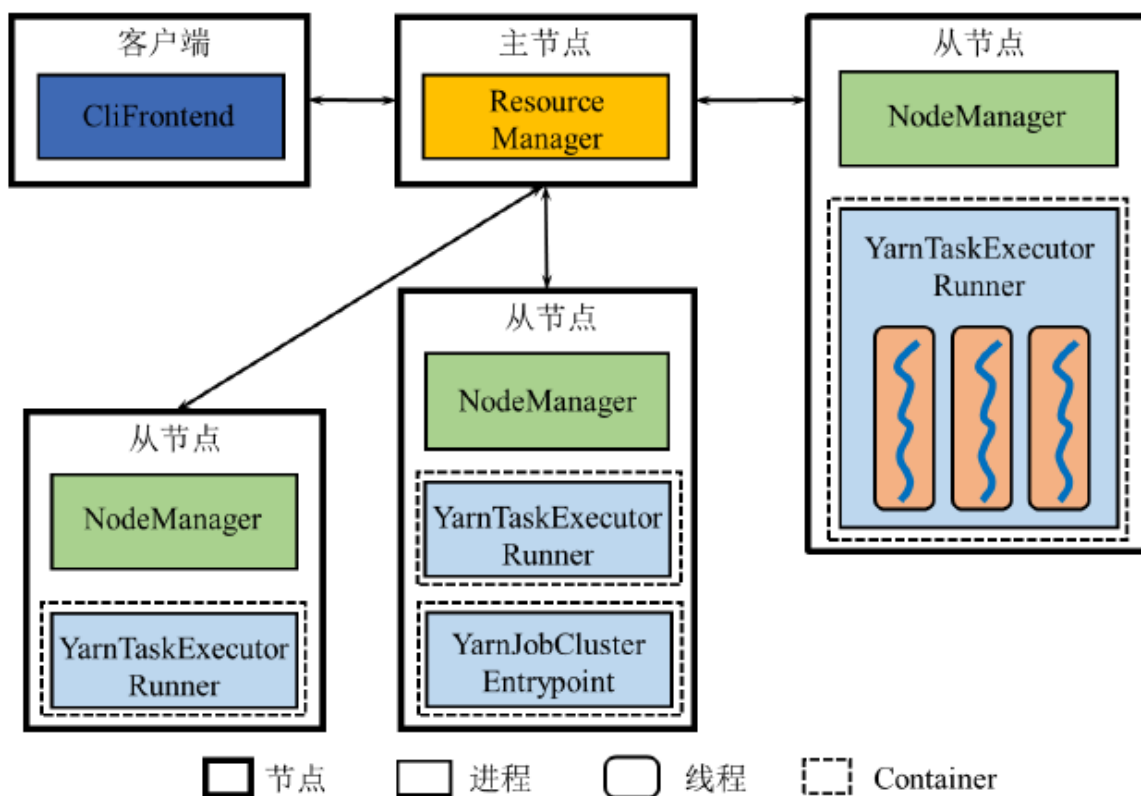 客户端
CliFrontend
主节点
Resource
Manager
从节点
NodeManager
YarnTaskExecutor
Runner
从节点
NodeManager
YarnTaskExecutor
Runner
YarnJobCluster
Entrypoint
从节点
NodeManager
YarnTaskExecutor
Runner
节点
进程
线程
Container